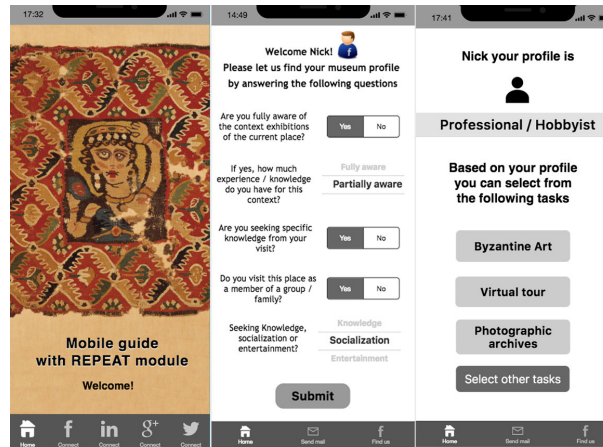 17:32
Mobile guide
with REPEAT module
Welcome!
Home
Connect
Connect
Connect
Connect
14:49
Welcome Nick!
Please let us find your museum profile
by answering the following questions
Are you fully aware of
the context exhibitions
of the current place?
Yes
No
If yes, how much
experience / knowledge
do you have for this
context?
Fully aware
Partially aware
Are you seeking specific
knowledge from your
visit?
Yes
No
Do you visit this place as
a member of a group /
family?
Yes
No
Seeking Knowledge,
socialization or
entertainment?
Knowledge
Socialization
Entertainment
Submit
Home
Send mail
Find us
17:41
Nick your profile is
Professional / Hobbyist
Based on your profile
you can select from
the following tasks
Byzantine Art
Virtual tour
Photographic
archives
Select other tasks
Home
Send mail
Find us